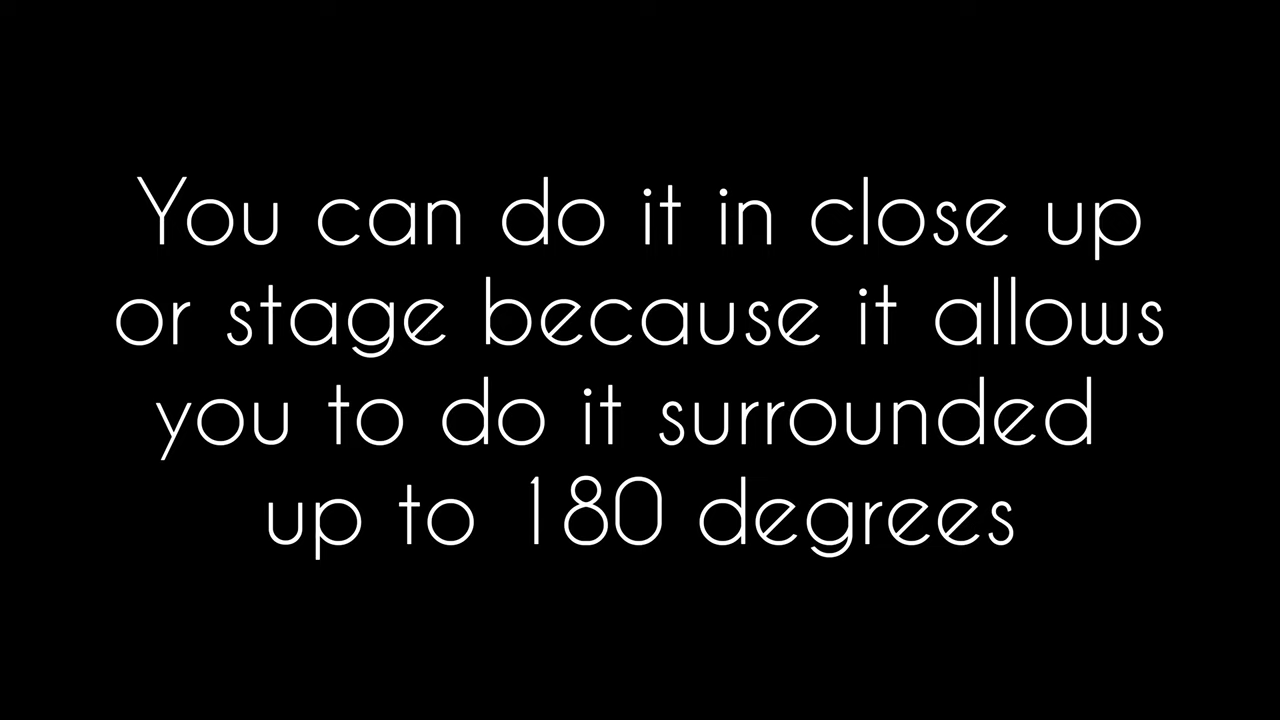 You can do it in close up
or stage because it allows
you to do it surrounded
up to 180 degrees